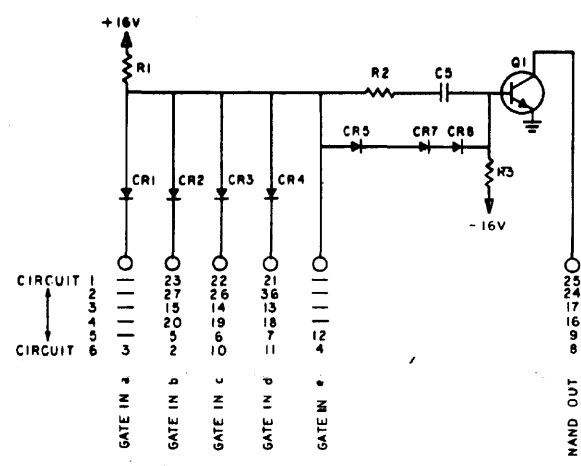 +16V
R1
R2
C5
Q1
CR5
CR7
CR8
R3
-16V
CR1
CR2
CR3
CR4
CIRCUIT 1 — 23 22 21 — 25
2 — 27 26 36 — 24
3 — 15 14 13 — 17
4 — 20 19 18 — 16
5 — 5 6 7 12 9
CIRCUIT 6 3 2 10 11 4 8
GATE IN a
GATE IN b
GATE IN c
GATE IN d
GATE IN e
NAND OUT